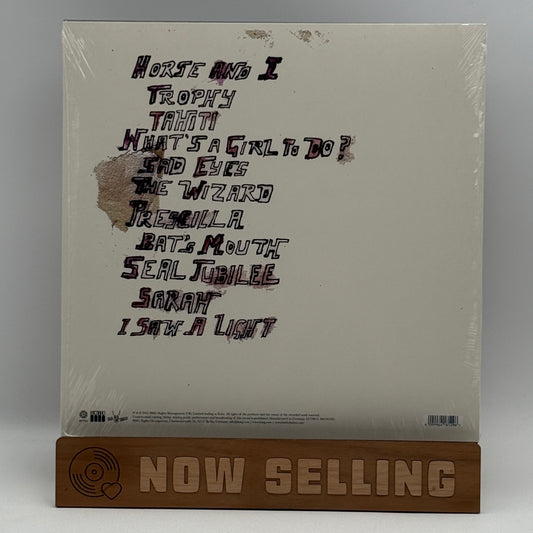 HORSE AND I
TROPHY
TAHITI
WHAT'S A GIRL TO DO?
SAD EYES
THE WIZARD
PRESCILLA
BAT'S MOUTH
SEAL JUBILEE
SARAH
I SAW A LIGHT
NOW SELLING